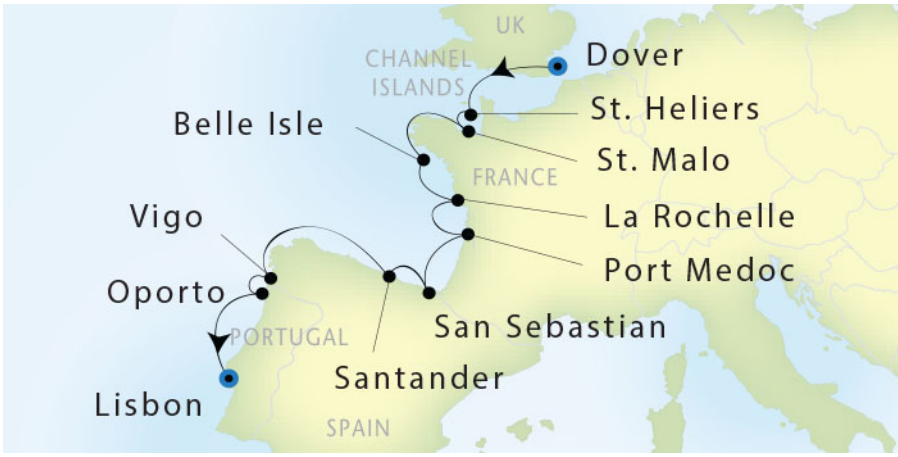 UK
Dover
CHANNEL
ISLANDS
St. Heliers
Belle Isle
St. Malo
FRANCE
La Rochelle
Vigo
Port Medoc
Oporto
San Sebastian
PORTUGAL
Santander
Lisbon
SPAIN